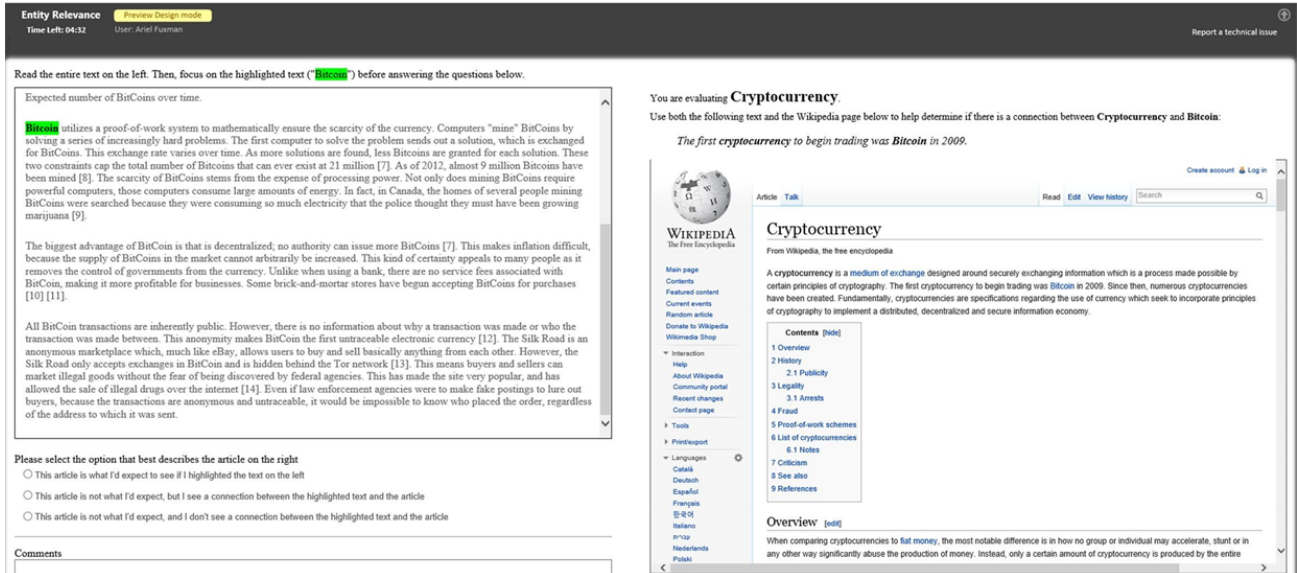 Entity Relevance
Preview Design mode
Time Left: 04:32
User: Ariel Fuxman
Report a technical issue
Read the entire text on the left. Then, focus on the highlighted text ("Bitcoin") before answering the questions below.
Expected number of BitCoins over time.
Bitcoin utilizes a proof-of-work system to mathematically ensure the scarcity of the currency. Computers "mine" BitCoins by
solving a series of increasingly hard problems. The first computer to solve the problem sends out a solution, which is exchanged
for BitCoins. This exchange rate varies over time. As more solutions are found, less Bitcoins are granted for each solution. These
two constraints cap the total number of Bitcoins that can ever exist at 21 million [7]. As of 2012, almost 9 million Bitcoins have
been mined [8]. The scarcity of BitCoins stems from the expense of processing power. Not only does mining BitCoins require
powerful computers, those computers consume large amounts of energy. In fact, in Canada, the homes of several people mining
BitCoins were searched because they were consuming so much electricity that the police thought they must have been growing
marijuana [9].
The biggest advantage of BitCoin is that is decentralized; no authority can issue more BitCoins [7]. This makes inflation difficult,
because the supply of BitCoins in the market cannot arbitrarily be increased. This kind of certainty appeals to many people as it
removes the control of governments from the currency. Unlike when using a bank, there are no service fees associated with
BitCoin, making it more profitable for businesses. Some brick-and-mortar stores have begun accepting BitCoins for purchases
[10] [11].
All BitCoin transactions are inherently public. However, there is no information about why a transaction was made or who the
transaction was made between. This anonymity makes BitCoin the first untraceable electronic currency [12]. The Silk Road is an
anonymous marketplace which, much like eBay, allows users to buy and sell basically anything from each other. However, the
Silk Road only accepts exchanges in BitCoin and is hidden behind the Tor network [13]. This means buyers and sellers can
market illegal goods without the fear of being discovered by federal agencies. This has made the site very popular, and has
allowed the sale of illegal drugs over the internet [14]. Even if law enforcement agencies were to make fake postings to lure out
buyers, because the transactions are anonymous and untraceable, it would be impossible to know who placed the order, regardless
of the address to which it was sent.
Please select the option that best describes the article on the right
This article is what I'd expect to see if I highlighted the text on the left
This article is not what I'd expect, but I see a connection between the highlighted text and the article
This article is not what I'd expect, and I don't see a connection between the highlighted text and the article
Comments
You are evaluating Cryptocurrency.
Use both the following text and the Wikipedia page below to help determine if there is a connection between Cryptocurrency and Bitcoin:
The first cryptocurrency to begin trading was Bitcoin in 2009.
Create account Log in
Article Talk
Read Edit View history Search
WIKIPEDIA
The Free Encyclopedia
Main page
Contents
Featured content
Current events
Random article
Donate to Wikipedia
Wikimedia Shop
Interaction
Help
About Wikipedia
Community portal
Recent changes
Contact page
Tools
Print/export
Languages
Català
Deutsch
Español
Français
한국어
Italiano
עברית
Nederlands
Polski
Cryptocurrency
From Wikipedia, the free encyclopedia
A cryptocurrency is a medium of exchange designed around securely exchanging information which is a process made possible by
certain principles of cryptography. The first cryptocurrency to begin trading was Bitcoin in 2009. Since then, numerous cryptocurrencies
have been created. Fundamentally, cryptocurrencies are specifications regarding the use of currency which seek to incorporate principles
of cryptography to implement a distributed, decentralized and secure information economy.
Contents [hide]
1 Overview
2 History
2.1 Publicity
3 Legality
3.1 Arrests
4 Fraud
5 Proof-of-work schemes
6 List of cryptocurrencies
6.1 Notes
7 Criticism
8 See also
9 References
Overview [edit]
When comparing cryptocurrencies to fiat money, the most notable difference is in how no group or individual may accelerate, stunt or in
any other way significantly abuse the production of money. Instead, only a certain amount of cryptocurrency is produced by the entire